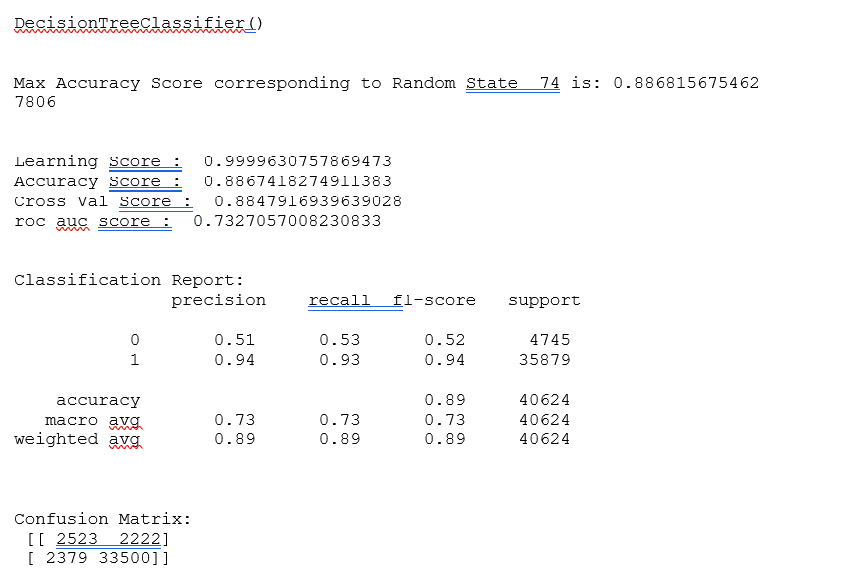 DecisionTreeClassifier()
Max Accuracy Score corresponding to Random State  74 is: 0.886815675462
7806
Learning Score :  0.9999630757869473
Accuracy Score :  0.8867418274911383
Cross Val Score :  0.8847916939639028
roc auc score :  0.7327057008230833
Classification Report:
precision    recall  f1-score   support
0       0.51      0.53      0.52      4745
1       0.94      0.93      0.94     35879
accuracy                           0.89     40624
macro avg       0.73      0.73      0.73     40624
weighted avg       0.89      0.89      0.89     40624
Confusion Matrix:
[[ 2523  2222]
[ 2379 33500]]